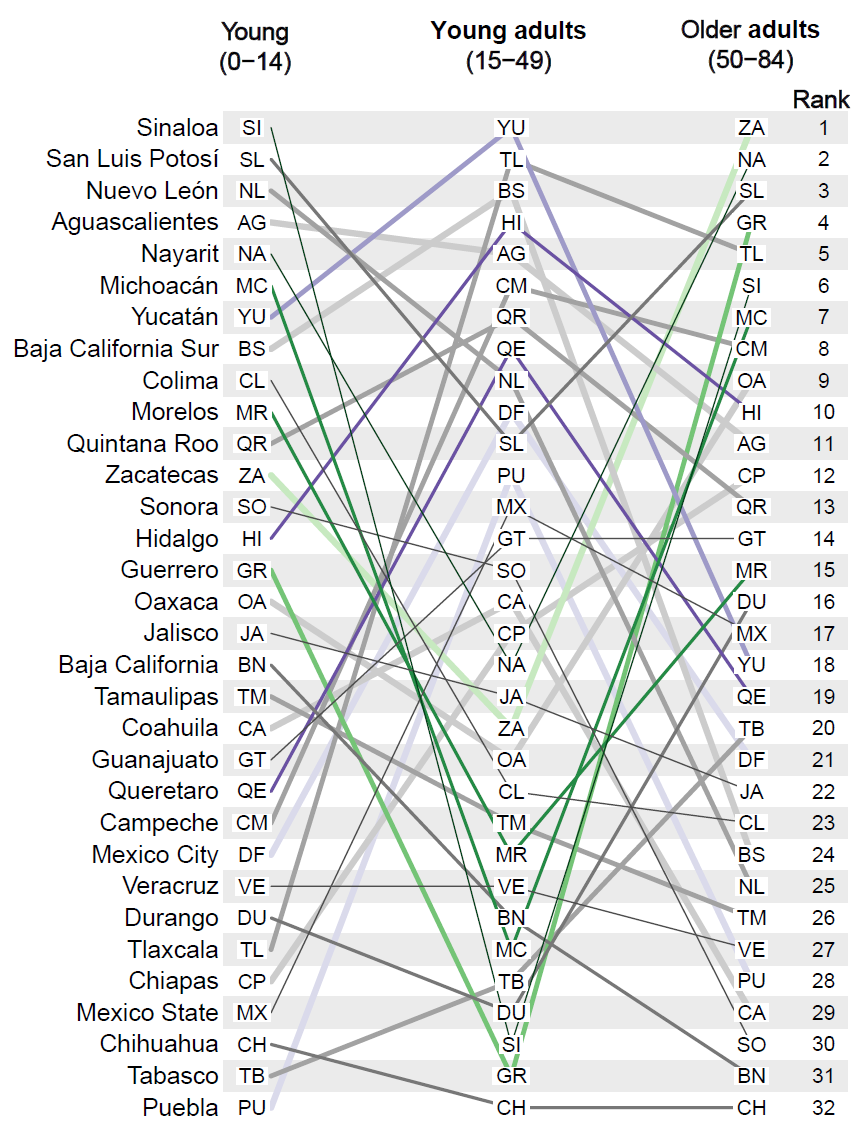 Young Young adults Older adults
(0−14) (15−49) (50−84)
Rank
Sinaloa SI YU ZA 1
San Luis Potosí SL TL NA 2
Nuevo León NL BS SL 3
Aguascalientes AG HI GR 4
Nayarit NA AG TL 5
Michoacán MC CM SI 6
Yucatán YU QR MC 7
Baja California Sur BS QE CM 8
Colima CL NL OA 9
Morelos MR DF HI 10
Quintana Roo QR SL AG 11
Zacatecas ZA PU CP 12
Sonora SO MX QR 13
Hidalgo HI GT GT 14
Guerrero GR SO MR 15
Oaxaca OA CA DU 16
Jalisco JA CP MX 17
Baja California BN NA YU 18
Tamaulipas TM JA QE 19
Coahuila CA ZA TB 20
Guanajuato GT OA DF 21
Queretaro QE CL JA 22
Campeche CM TM CL 23
Mexico City DF MR BS 24
Veracruz VE VE NL 25
Durango DU BN TM 26
Tlaxcala TL MC VE 27
Chiapas CP TB PU 28
Mexico State MX DU CA 29
Chihuahua CH SI SO 30
Tabasco TB GR BN 31
Puebla PU CH CH 32